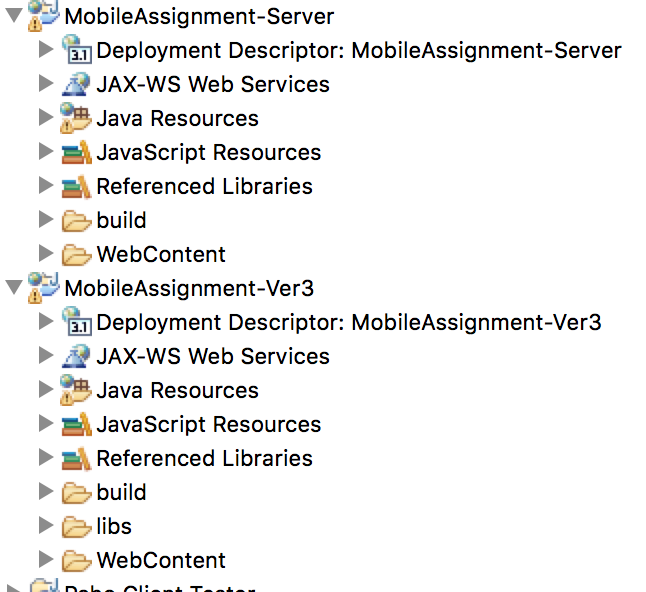 MobileAssignment-Server
3.1 Deployment Descriptor: MobileAssignment-Server
JAX-WS Web Services
Java Resources
JavaScript Resources
Referenced Libraries
build
WebContent
MobileAssignment-Ver3
3.1 Deployment Descriptor: MobileAssignment-Ver3
JAX-WS Web Services
Java Resources
JavaScript Resources
Referenced Libraries
build
libs
WebContent
Client Tester